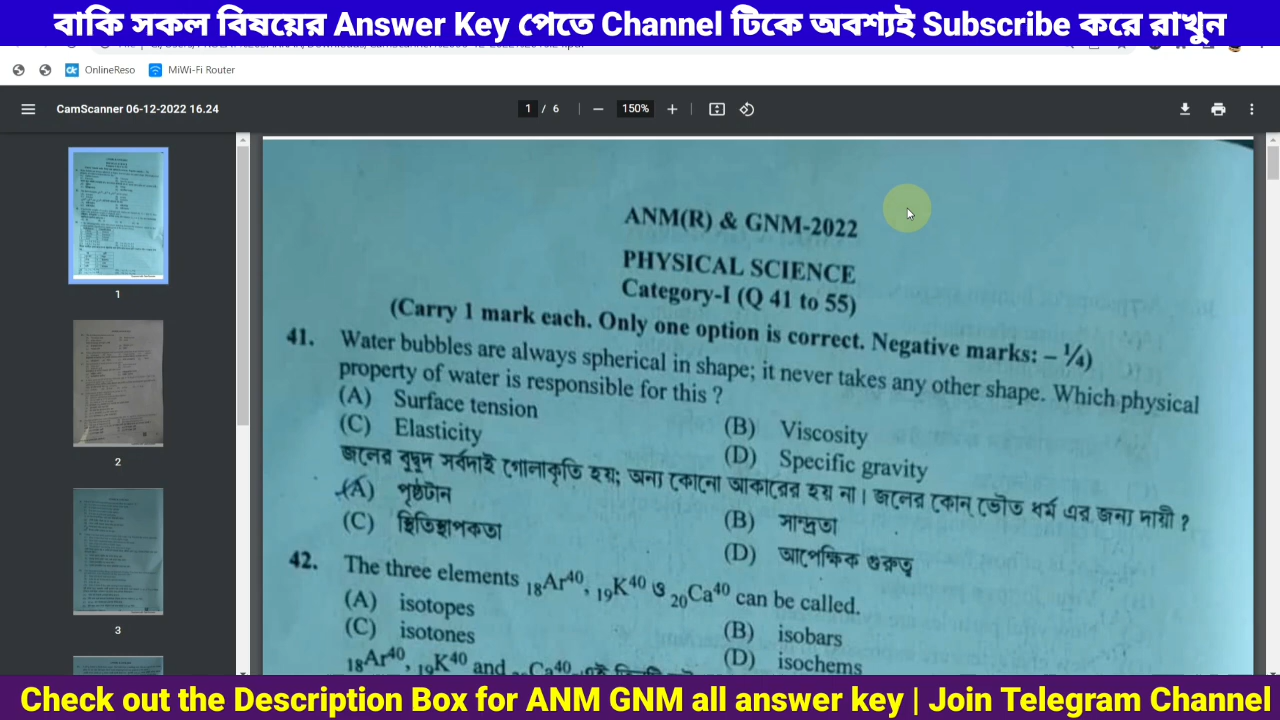 বাকি সকল বিষয়ের Answer Key পেতে Channel টিকে অবশ্যই Subscribe করে রাখুন
OnlineReso MiWi-Fi Router
CamScanner 06-12-2022 16.24 1 / 6 150%
ANM(R) & GNM-2022
PHYSICAL SCIENCE
Category-I (Q 41 to 55)
(Carry 1 mark each. Only one option is correct. Negative marks: – ¼)
41. Water bubbles are always spherical in shape; it never takes any other shape. Which physical
property of water is responsible for this ?
(A) Surface tension (B) Viscosity
(C) Elasticity (D) Specific gravity
জলের বুদ্বুদ সর্বদাই গোলাকৃতি হয়; অন্য কোনো আকারের হয় না। জলের কোন্ ভৌত ধর্ম এর জন্য দায়ী ?
(A) পৃষ্ঠটান (B) সান্দ্রতা
(C) স্থিতিস্থাপকতা (D) আপেক্ষিক গুরুত্ব
42. The three elements ₁₈Ar⁴⁰, ₁₉K⁴⁰ ও ₂₀Ca⁴⁰ can be called.
(A) isotopes (B) isobars
(C) isotones (D) isochems
₁₈Ar⁴⁰, ₁₉K⁴⁰ and ₂₀Ca⁴⁰
1
2
3
Check out the Description Box for ANM GNM all answer key | Join Telegram Channel